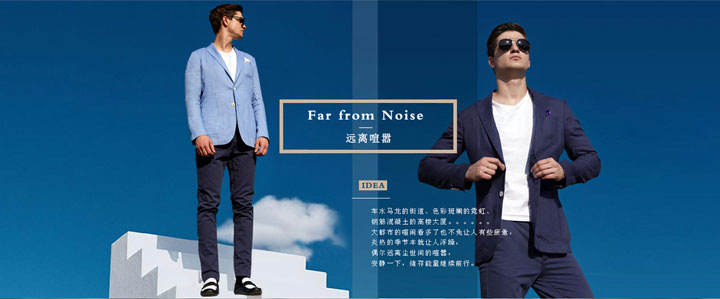 Far from Noise
远离喧嚣
IDEA
车水马龙的街道、色彩斑斓的霓虹、
钢筋混凝土的高楼大厦。。。。。。
大都市的喧闹看多了也不免让人有些疲惫，
炎热的季节本就让人浮躁，
偶尔远离尘世间的喧嚣，
安静一下，储存能量继续前行。